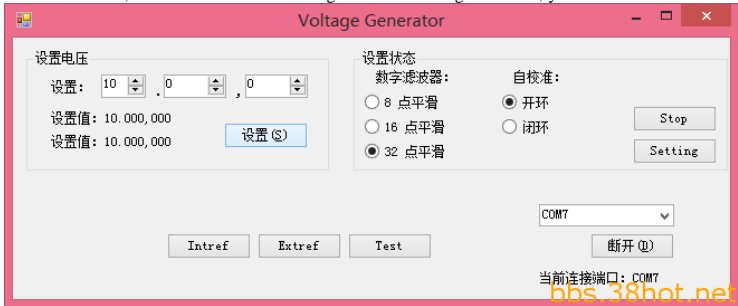 Voltage Generator
设置电压
设置: 10 . 0 , 0
设置值: 10.000,000
设置值: 10.000,000
设置(S)
设置状态
数字滤波器: 自校准:
8 点平滑 开环
16 点平滑 闭环
32 点平滑
Stop
Setting
Intref Extref Test
COM7
断开(D)
当前连接端口: COM7
bbs.38hot.net